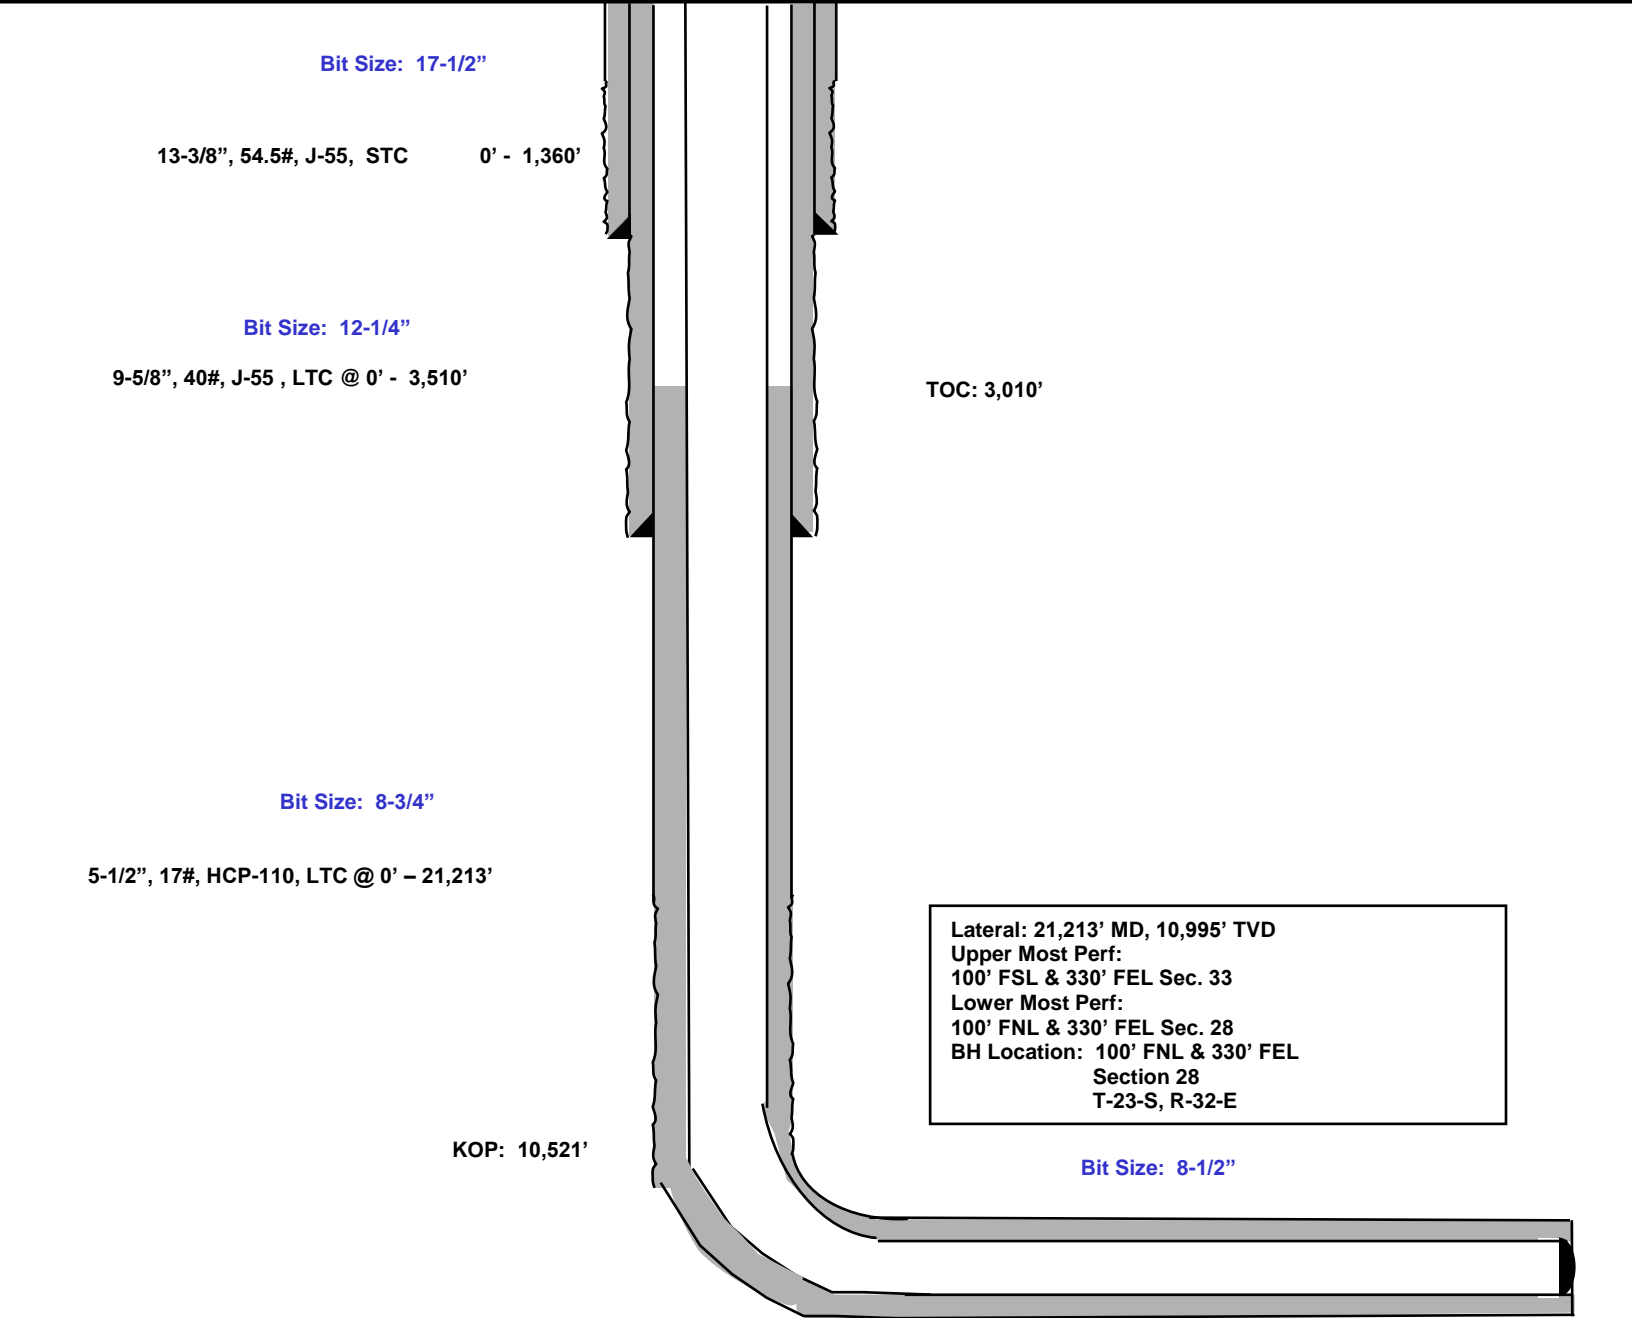 Bit Size: 17-1/2”
13-3/8”, 54.5#, J-55, STC 0’ - 1,360’
Bit Size: 12-1/4”
9-5/8”, 40#, J-55 , LTC @ 0’ - 3,510’
TOC: 3,010’
Bit Size: 8-3/4”
5-1/2”, 17#, HCP-110, LTC @ 0’ – 21,213’
Lateral: 21,213’ MD, 10,995’ TVD
Upper Most Perf:
100’ FSL & 330’ FEL Sec. 33
Lower Most Perf:
100’ FNL & 330’ FEL Sec. 28
BH Location: 100’ FNL & 330’ FEL
Section 28
T-23-S, R-32-E
KOP: 10,521’
Bit Size: 8-1/2”